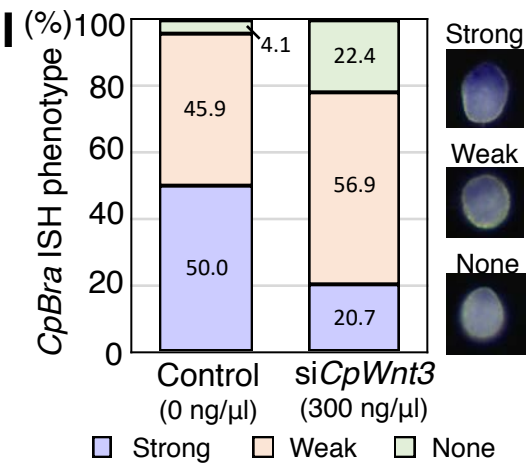 I
(%)
CpBra ISH phenotype
100
80
60
40
20
0
4.1
45.9
50.0
22.4
56.9
20.7
Control
(0 ng/µl)
siCpWnt3
(300 ng/µl)
Strong
Weak
None
Strong
Weak
None